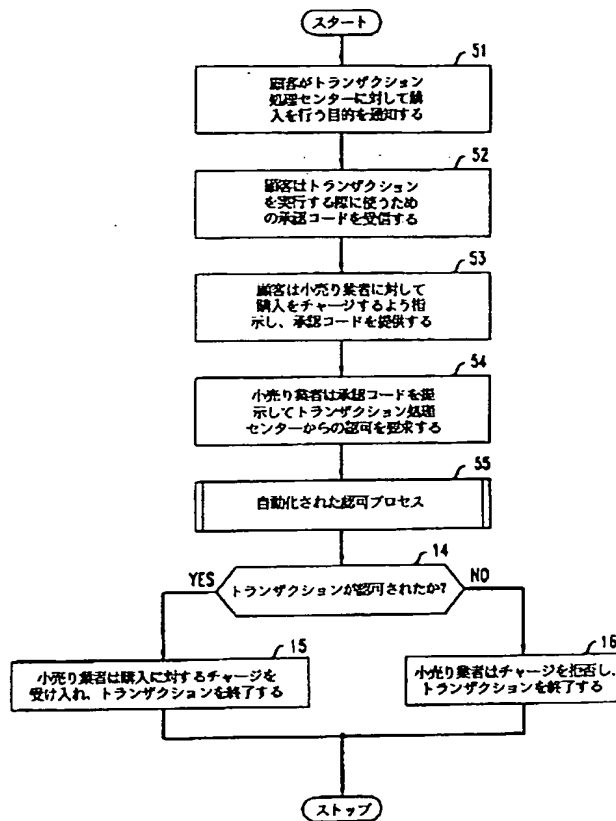 スタート
51
顧客がトランザクション
処理センターに対して購
入を行う目的を通知する
52
顧客はトランザクション
を実行する際に使うため
の承認コードを受信する
53
顧客は小売り業者に対して
購入をチャージするよう指
示し、承認コードを提供する
54
小売り業者は承認コードを提
示してトランザクション処理
センターからの認可を要求する
55
自動化された認可プロセス
14
YES
トランザクションが認可されたか?
NO
15
小売り業者は購入に対するチャージを
受け入れ、トランザクションを終了する
16
小売り業者はチャージを拒否し、
トランザクションを終了する
ストップ